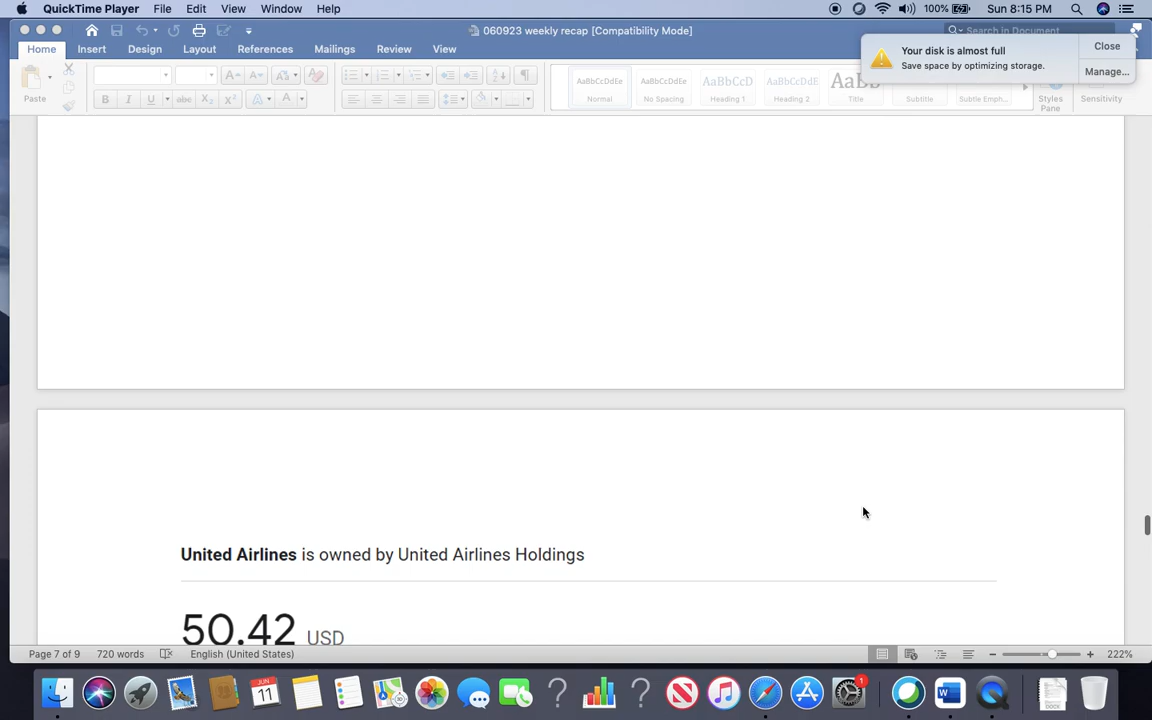 QuickTime Player File Edit View Window Help 100% Sun 8:15 PM
060923 weekly recap [Compatibility Mode] Search in Document
Home Insert Design Layout References Mailings Review View
Your disk is almost full
Save space by optimizing storage.
Close
Manage...
Paste
AaBbCcDdEe AaBbCcDdEe AaBbCcD AaBbCcDdE
Normal No Spacing Heading 1 Heading 2 Title Subtitle Subtle Emph... Styles Pane Sensitivity
United Airlines is owned by United Airlines Holdings
50.42 USD
Page 7 of 9 720 words English (United States) 222%
JUN
11
1
DOCX